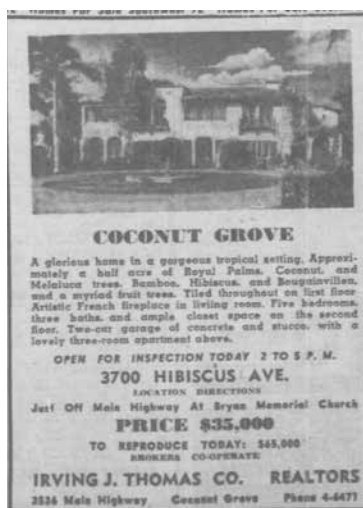 COCONUT GROVE
A glorious home in a gorgeous tropical setting. Approxi-
mately a half acre of Royal Palms, Coconut, and
Melaluca trees, Bamboo, Hibiscus, and Bougainvillea,
and a myriad fruit trees. Tiled throughout on first floor.
Artistic French fireplace in living room. Five bedrooms,
three baths, and ample closet space on the second
floor. Two-car garage of concrete and stucco, with a
lovely three-room apartment above.
OPEN FOR INSPECTION TODAY 2 TO 5 P. M.
3700 HIBISCUS AVE.
LOCATION DIRECTIONS
Just Off Main Highway At Bryan Memorial Church
PRICE $35,000
TO REPRODUCE TODAY: $65,000
BROKERS CO-OPERATE
IRVING J. THOMAS CO. REALTORS
3536 Main Highway Coconut Grove Phone 4-6471